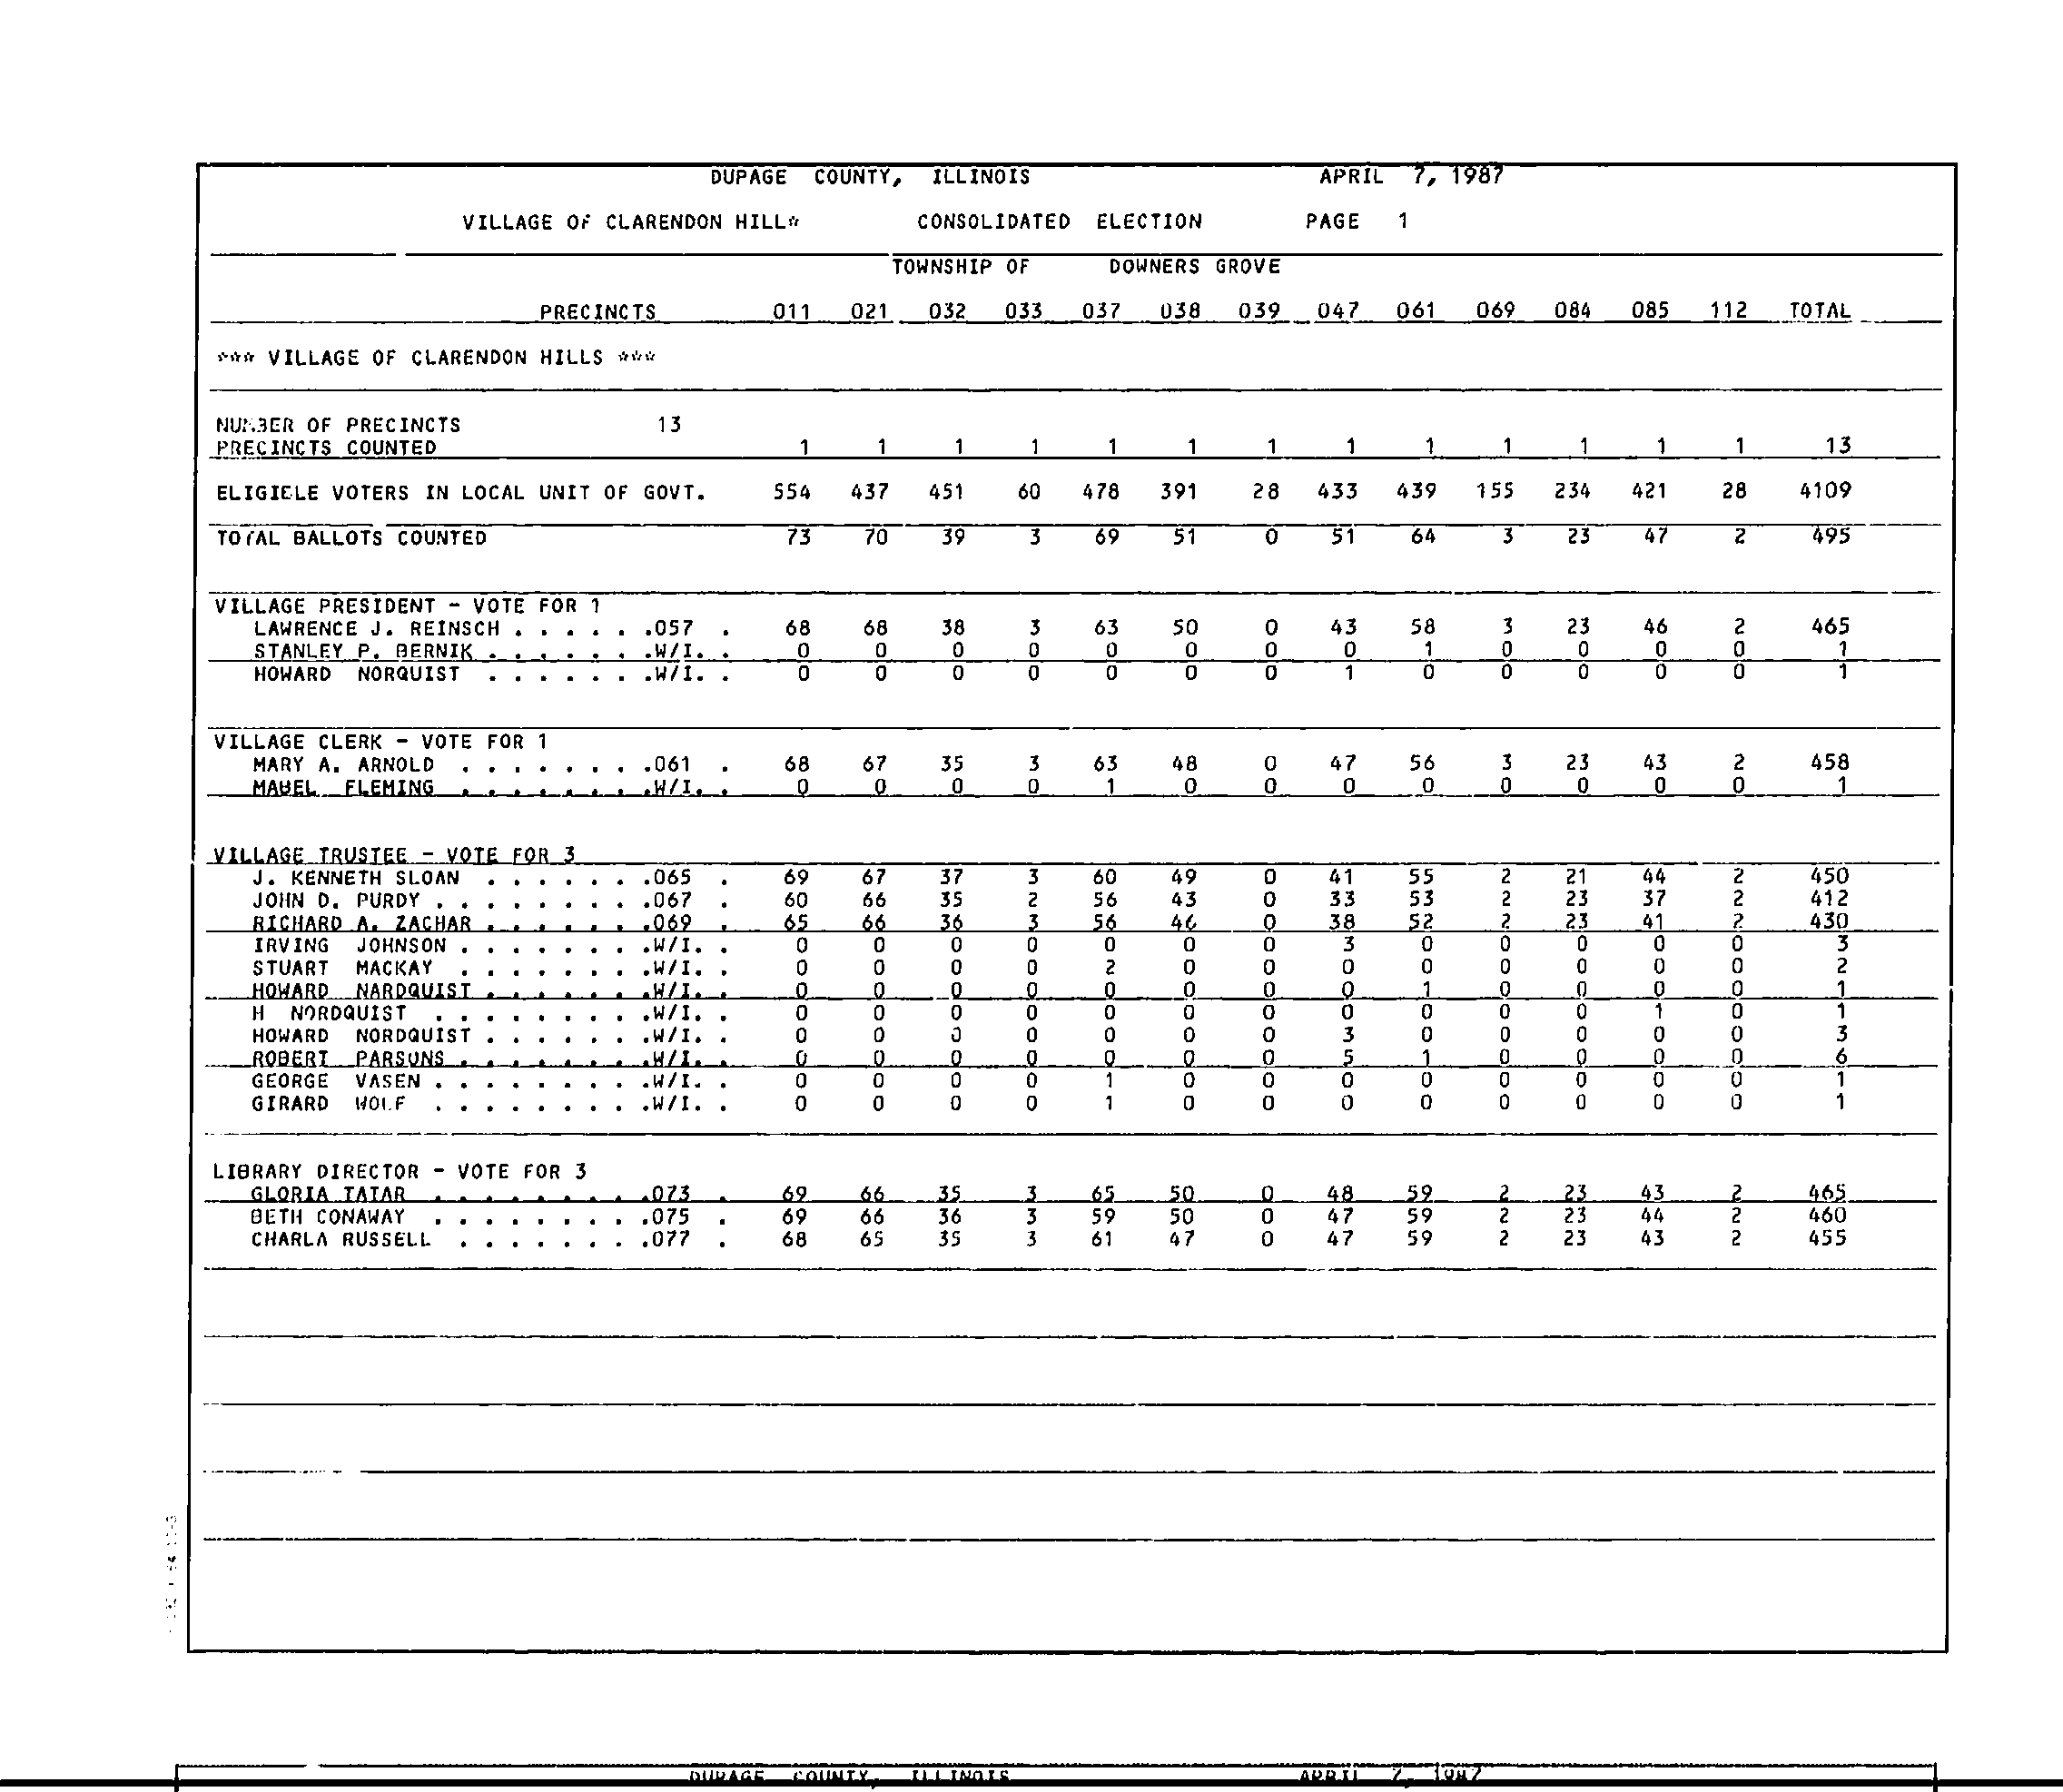 DUPAGE COUNTY, ILLINOIS APRIL 7, 1987
VILLAGE OF CLARENDON HILL* CONSOLIDATED ELECTION PAGE 1
TOWNSHIP OF DOWNERS GROVE
PRECINCTS 011 021 032 033 037 038 039 047 061 069 084 085 112 TOTAL
*** VILLAGE OF CLARENDON HILLS ***
NUMBER OF PRECINCTS 13
PRECINCTS COUNTED 1 1 1 1 1 1 1 1 1 1 1 1 1 13
ELIGIBLE VOTERS IN LOCAL UNIT OF GOVT. 554 437 451 60 478 391 28 433 439 155 234 421 28 4109
TOTAL BALLOTS COUNTED 73 70 39 3 69 51 0 51 64 3 23 47 2 495
VILLAGE PRESIDENT - VOTE FOR 1
LAWRENCE J. REINSCH . . . . . .057 . 68 68 38 3 63 50 0 43 58 3 23 46 2 465
STANLEY P. BERNIK . . . . . . .W/I. . 0 0 0 0 0 0 0 0 1 0 0 0 0 1
HOWARD NORQUIST . . . . . . .W/I. . 0 0 0 0 0 0 0 1 0 0 0 0 0 1
VILLAGE CLERK - VOTE FOR 1
MARY A. ARNOLD . . . . . . . .061 . 68 67 35 3 63 48 0 47 56 3 23 43 2 458
MABEL FLEMING . . . . . . . .W/I. . 0 0 0 0 1 0 0 0 0 0 0 0 0 1
VILLAGE TRUSTEE - VOTE FOR 3
J. KENNETH SLOAN . . . . . . .065 . 69 67 37 3 60 49 0 41 55 2 21 44 2 450
JOHN D. PURDY . . . . . . . . .067 . 60 66 35 2 56 43 0 33 53 2 23 37 2 412
RICHARD A. ZACHAR . . . . . . .069 . 65 66 36 3 56 46 0 38 52 2 23 41 2 430
IRVING JOHNSON . . . . . . . .W/I. . 0 0 0 0 0 0 0 3 0 0 0 0 0 3
STUART MACKAY . . . . . . . .W/I. . 0 0 0 0 2 0 0 0 0 0 0 0 0 2
HOWARD NARDQUIST . . . . . . .W/I. . 0 0 0 0 0 0 0 0 1 0 0 0 0 1
H NORDQUIST . . . . . . . . .W/I. . 0 0 0 0 0 0 0 0 0 0 0 1 0 1
HOWARD NORDQUIST . . . . . . .W/I. . 0 0 0 0 0 0 0 3 0 0 0 0 0 3
ROBERT PARSONS . . . . . . . .W/I. . 0 0 0 0 0 0 0 5 1 0 0 0 0 6
GEORGE VASEN . . . . . . . . .W/I. . 0 0 0 0 1 0 0 0 0 0 0 0 0 1
GIRARD WOLF . . . . . . . . .W/I. . 0 0 0 0 1 0 0 0 0 0 0 0 0 1
LIBRARY DIRECTOR - VOTE FOR 3
GLORIA TATAR . . . . . . . . .073 . 69 66 35 3 65 50 0 48 59 2 23 43 2 465
BETH CONAWAY . . . . . . . . .075 . 69 66 36 3 59 50 0 47 59 2 23 44 2 460
CHARLA RUSSELL . . . . . . . .077 . 68 65 35 3 61 47 0 47 59 2 23 43 2 455
DUPAGE COUNTY, ILLINOIS APRIL 7, 1987